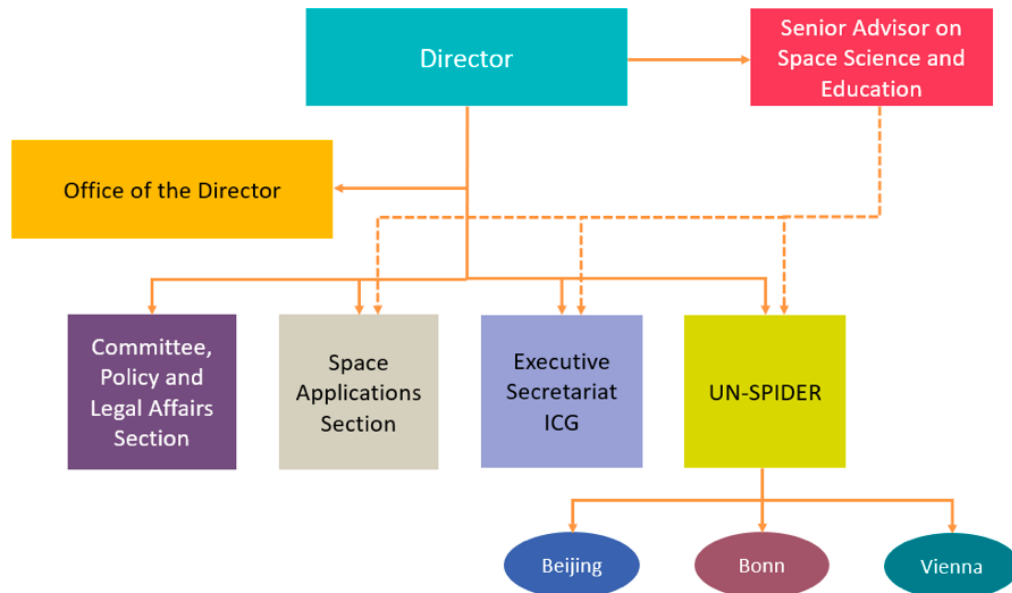 Director
Senior Advisor on
Space Science and
Education
Office of the Director
Committee,
Policy and
Legal Affairs
Section
Space
Applications
Section
Executive
Secretariat
ICG
UN-SPIDER
Beijing
Bonn
Vienna